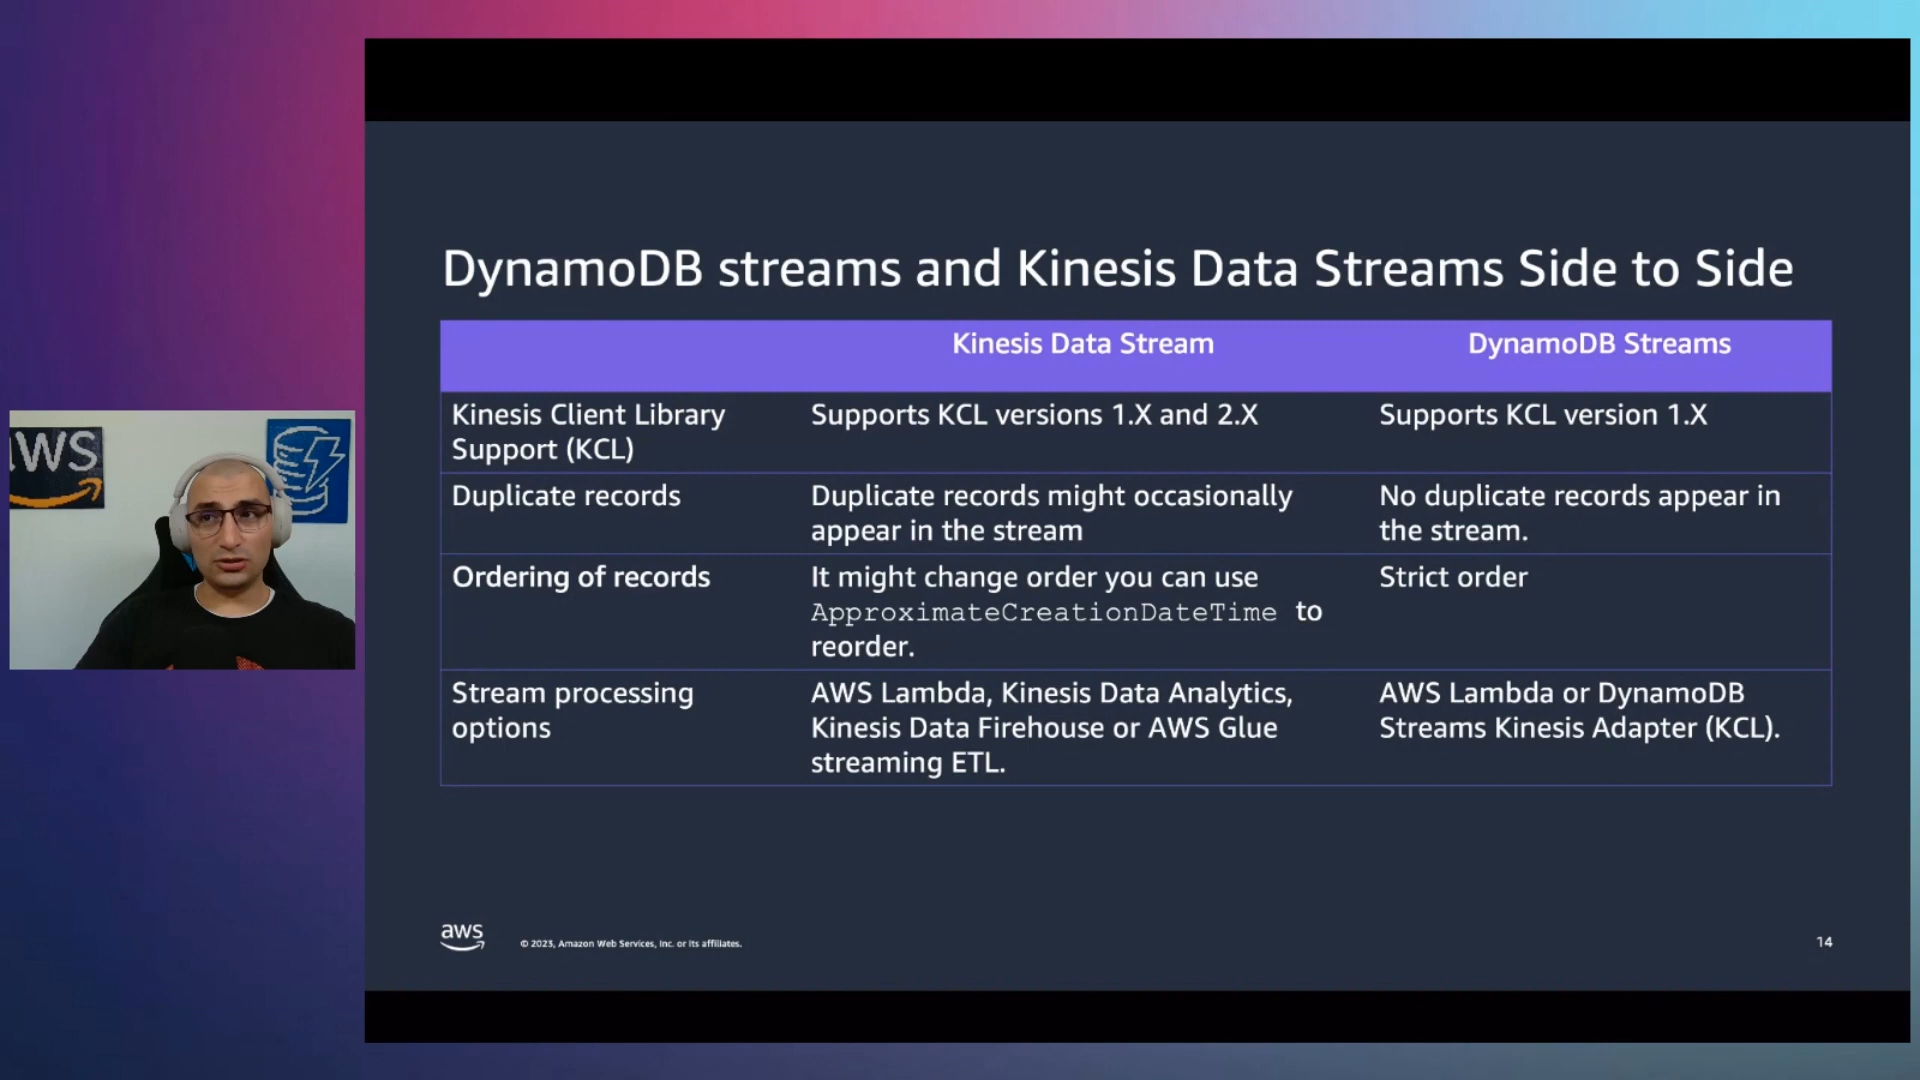 DynamoDB streams and Kinesis Data Streams Side to Side
Kinesis Data Stream
DynamoDB Streams
Kinesis Client Library
Support (KCL)
Supports KCL versions 1.X and 2.X
Supports KCL version 1.X
Duplicate records
Duplicate records might occasionally
appear in the stream
No duplicate records appear in
the stream.
Ordering of records
It might change order you can use
ApproximateCreationDateTime to
reorder.
Strict order
Stream processing
options
AWS Lambda, Kinesis Data Analytics,
Kinesis Data Firehouse or AWS Glue
streaming ETL.
AWS Lambda or DynamoDB
Streams Kinesis Adapter (KCL).
aws
© 2023, Amazon Web Services, Inc. or its affiliates.
14
WS